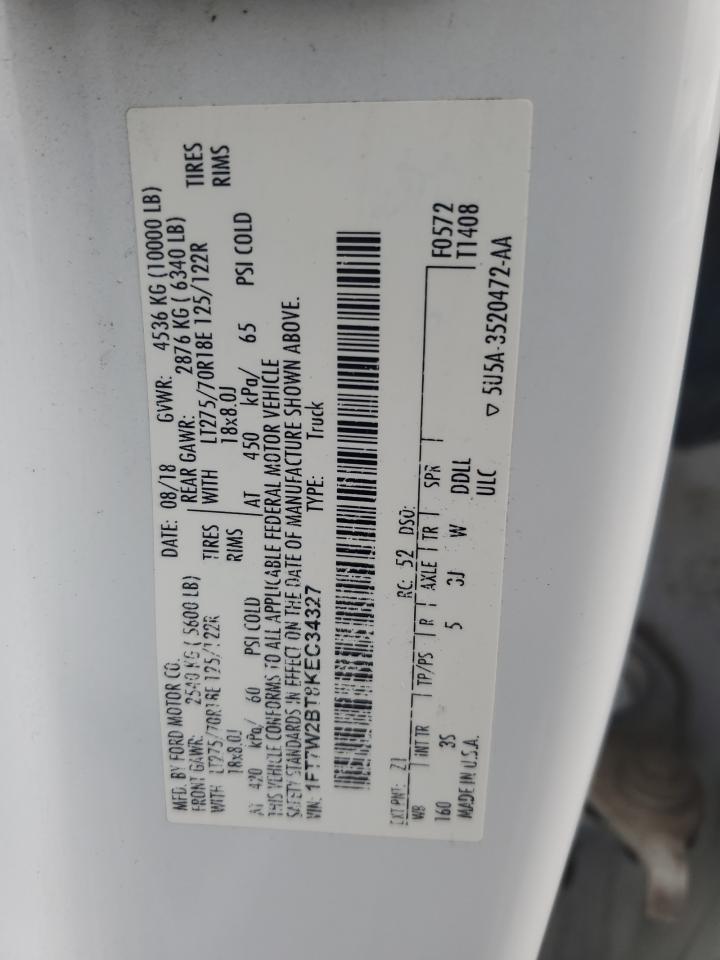 MFD. BY FORD MOTOR CO.
DATE: 08/18 GVWR: 4536 KG (10000 LB)
FRONT GAWR: 2540 KG ( 5600 LB) REAR GAWR: 2876 KG ( 6340 LB)
WITH LT275/70R18E 125/122R TIRES WITH LT275/70R18E 125/122R TIRES
18x8.0J RIMS 18x8.0J RIMS
AT 420 kPa/ 60 PSI COLD AT 450 kPa/ 65 PSI COLD
THIS VEHICLE CONFORMS TO ALL APPLICABLE FEDERAL MOTOR VEHICLE
SAFETY STANDARDS IN EFFECT ON THE DATE OF MANUFACTURE SHOWN ABOVE.
VIN: 1FT7W2BT8KEC34327 TYPE: Truck
EXT PNT: Z1 RC: 52 DSO: F0572
WB INT TR TP/PS R AXLE TR SPR T1408
160 3S 5 W DDLL
MADE IN U.S.A. ULC ▽ 5U5A-3520472-AA